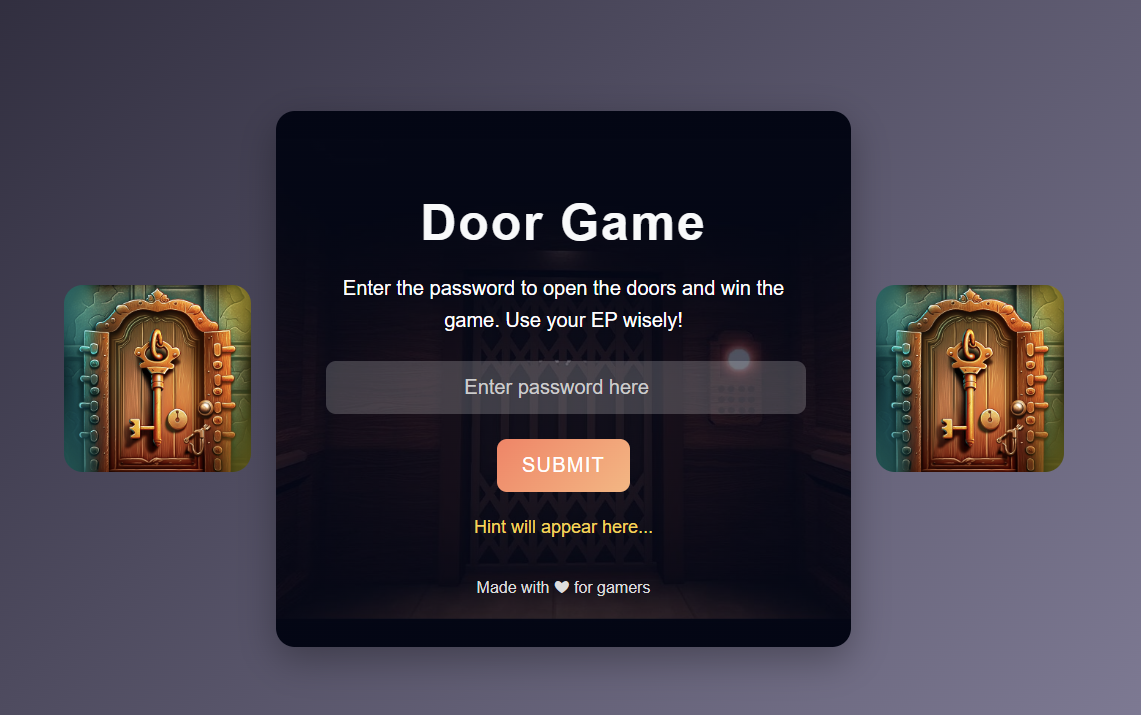 Door Game
Enter the password to open the doors and win the
game. Use your EP wisely!
Enter password here
SUBMIT
Hint will appear here...
Made with ♥ for gamers